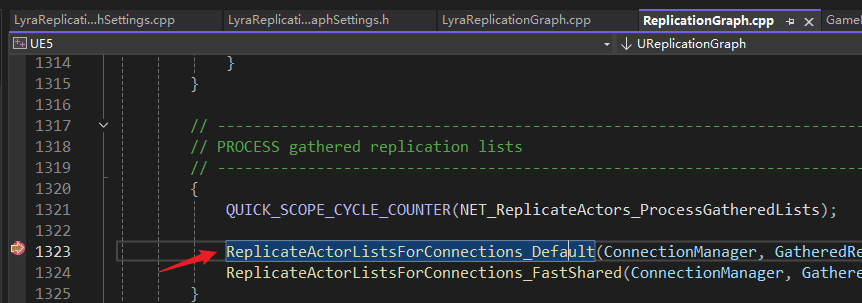 LyraReplicati...hSettings.cpp LyraReplicati...aphSettings.h LyraReplicationGraph.cpp ReplicationGraph.cpp
UE5 UReplicationGraph
1314 }
1315 }
1316
1317 // --------------------------------------------------------------------------------
1318 // PROCESS gathered replication lists
1319 // --------------------------------------------------------------------------------
1320 {
1321 QUICK_SCOPE_CYCLE_COUNTER(NET_ReplicateActors_ProcessGatheredLists);
1322
1323 ReplicateActorListsForConnections_Default(ConnectionManager, GatheredRe
1324 ReplicateActorListsForConnections_FastShared(ConnectionManager, Gathere
1325 }